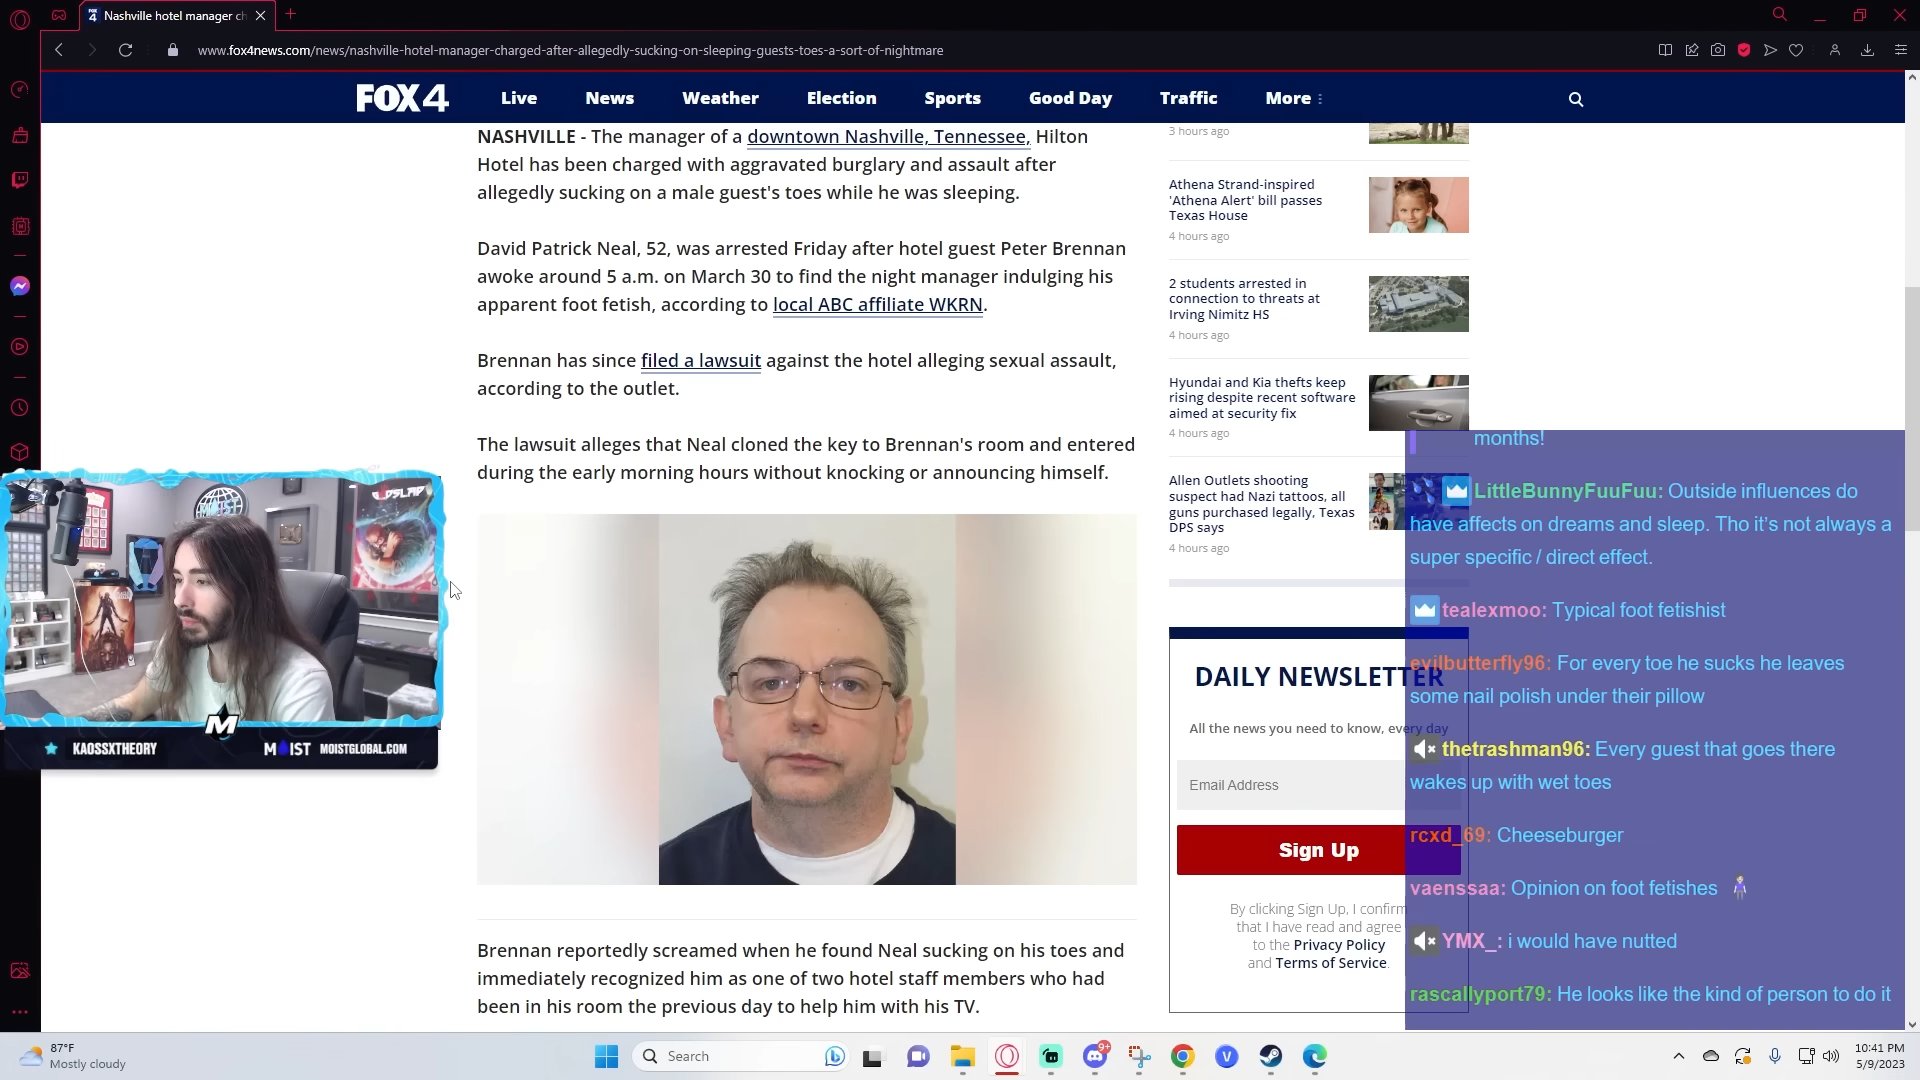 Nashville hotel manager ch
www.fox4news.com/news/nashville-hotel-manager-charged-after-allegedly-sucking-on-sleeping-guests-toes-a-sort-of-nightmare
FOX 4
Live
News
Weather
Election
Sports
Good Day
Traffic
More
NASHVILLE - The manager of a downtown Nashville, Tennessee, Hilton
Hotel has been charged with aggravated burglary and assault after
allegedly sucking on a male guest's toes while he was sleeping.
David Patrick Neal, 52, was arrested Friday after hotel guest Peter Brennan
awoke around 5 a.m. on March 30 to find the night manager indulging his
apparent foot fetish, according to local ABC affiliate WKRN.
Brennan has since filed a lawsuit against the hotel alleging sexual assault,
according to the outlet.
The lawsuit alleges that Neal cloned the key to Brennan's room and entered
during the early morning hours without knocking or announcing himself.
Brennan reportedly screamed when he found Neal sucking on his toes and
immediately recognized him as one of two hotel staff members who had
been in his room the previous day to help him with his TV.
3 hours ago
Athena Strand-inspired
'Athena Alert' bill passes
Texas House
4 hours ago
2 students arrested in
connection to threats at
Irving Nimitz HS
4 hours ago
Hyundai and Kia thefts keep
rising despite recent software
aimed at security fix
4 hours ago
Allen Outlets shooting
suspect had Nazi tattoos, all
guns purchased legally, Texas
DPS says
4 hours ago
DAILY NEWSLETTER
All the news you need to know, every day
Email Address
Sign Up
By clicking Sign Up, I confirm
that I have read and agree
to the Privacy Policy
and Terms of Service.
months!
LittleBunnyFuuFuu: Outside influences do
have affects on dreams and sleep. Tho it's not always a
super specific / direct effect.
tealexmoo: Typical foot fetishist
evilbutterfly96: For every toe he sucks he leaves
some nail polish under their pillow
thetrashman96: Every guest that goes there
wakes up with wet toes
rcxd_69: Cheeseburger
vaenssaa: Opinion on foot fetishes
YMX_: i would have nutted
rascallyport79: He looks like the kind of person to do it
M
KAOSSXTHEORY
MOIST MOISTGLOBAL.COM
87°F
Mostly cloudy
Search
9+
V
10:41 PM
5/9/2023